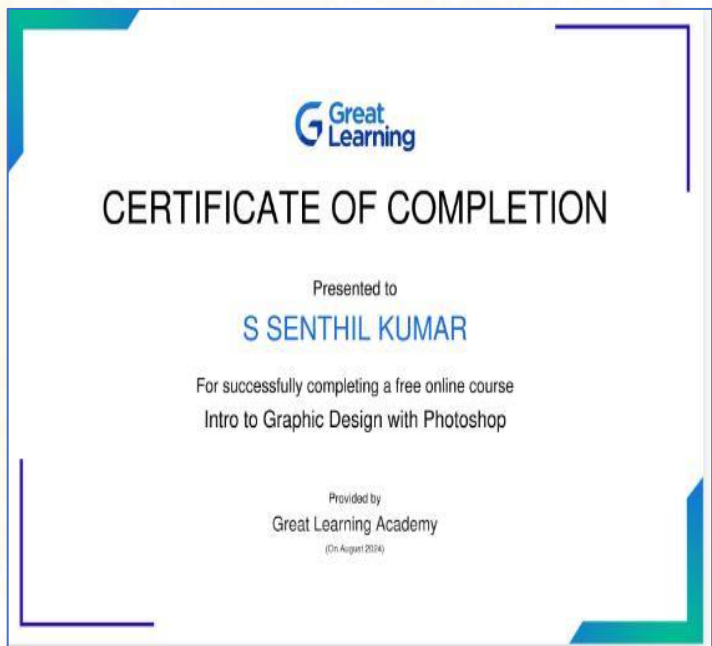 Great
Learning
CERTIFICATE OF COMPLETION
Presented to
S SENTHIL KUMAR
For successfully completing a free online course
Intro to Graphic Design with Photoshop
Provided by
Great Learning Academy
(On August 2024)